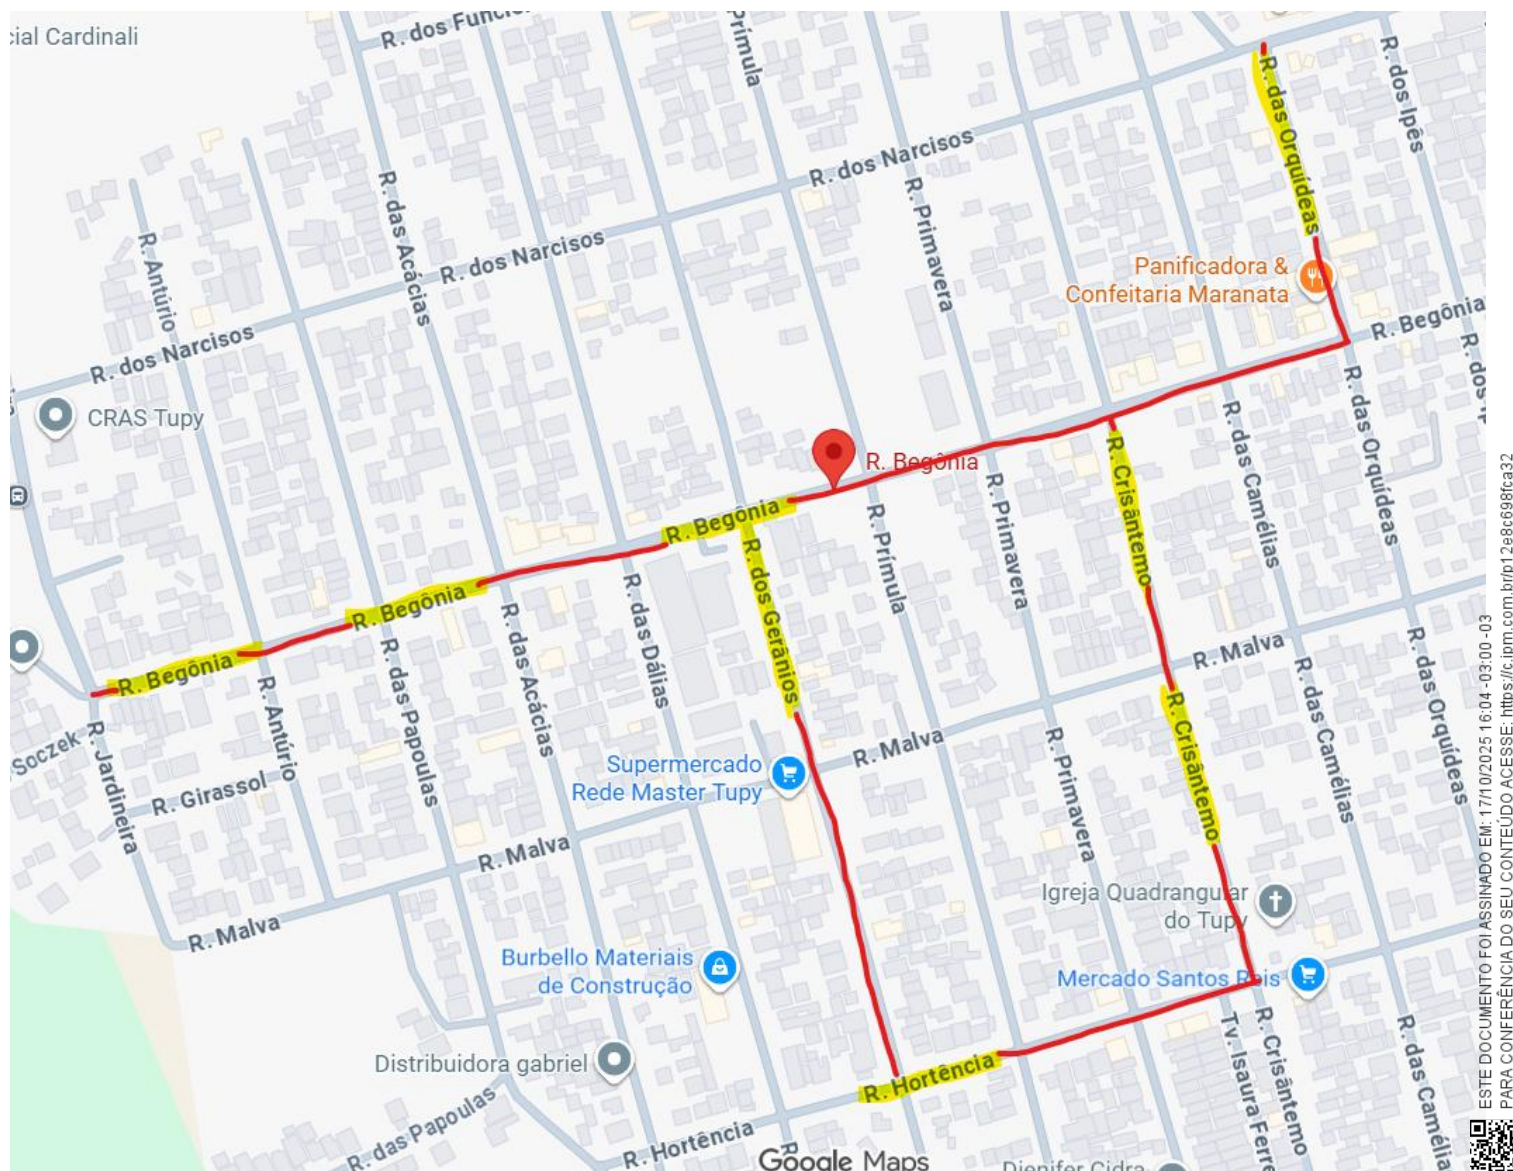 cial Cardinali
R. dos Funcio
Prímula
R. das Orquídeas
R. dos Ipês
R. dos Narcisos
R. das Acácias
R. Primavera
R. Antúrio
R. dos Narcisos
Panificadora &
Confeitaria Maranata
R. Begônia
R. dos Narcisos
R. dos
CRAS Tupy
R. das Orquídeas
R. das Camélias
R. Begônia
R. Crisântemo
R. Primavera
R. Prímula
R. Begônia
R. dos Gerânios
R. Begônia
R. das Dálias
R. das Acácias
R. das Papoulas
R. Begônia
R. Malva
R. das Orquídeas
R. das Camélias
R. Antúrio
R. Jardineira
Soczek
R. Girassol
R. Crisântemo
R. Malva
R. Primavera
Supermercado
Rede Master Tupy
R. Malva
Igreja Quadrangular
do Tupy
R. Malva
Burbello Materiais
de Construção
Mercado Santos Reis
Distribuidora gabriel
R. Hortência
Tv. Isaura Ferre
R. Crisântemo
R. das Camélia
R. das Papoulas
R. Hortência
R
Google Maps
Dienifer Cidra
ESTE DOCUMENTO FOI ASSINADO EM: 17/10/2025 16:04 -03:00 -03
PARA CONFERÊNCIA DO SEU CONTEÚDO ACESSE: https://c.ipm.com.br/p12e8c698fca32